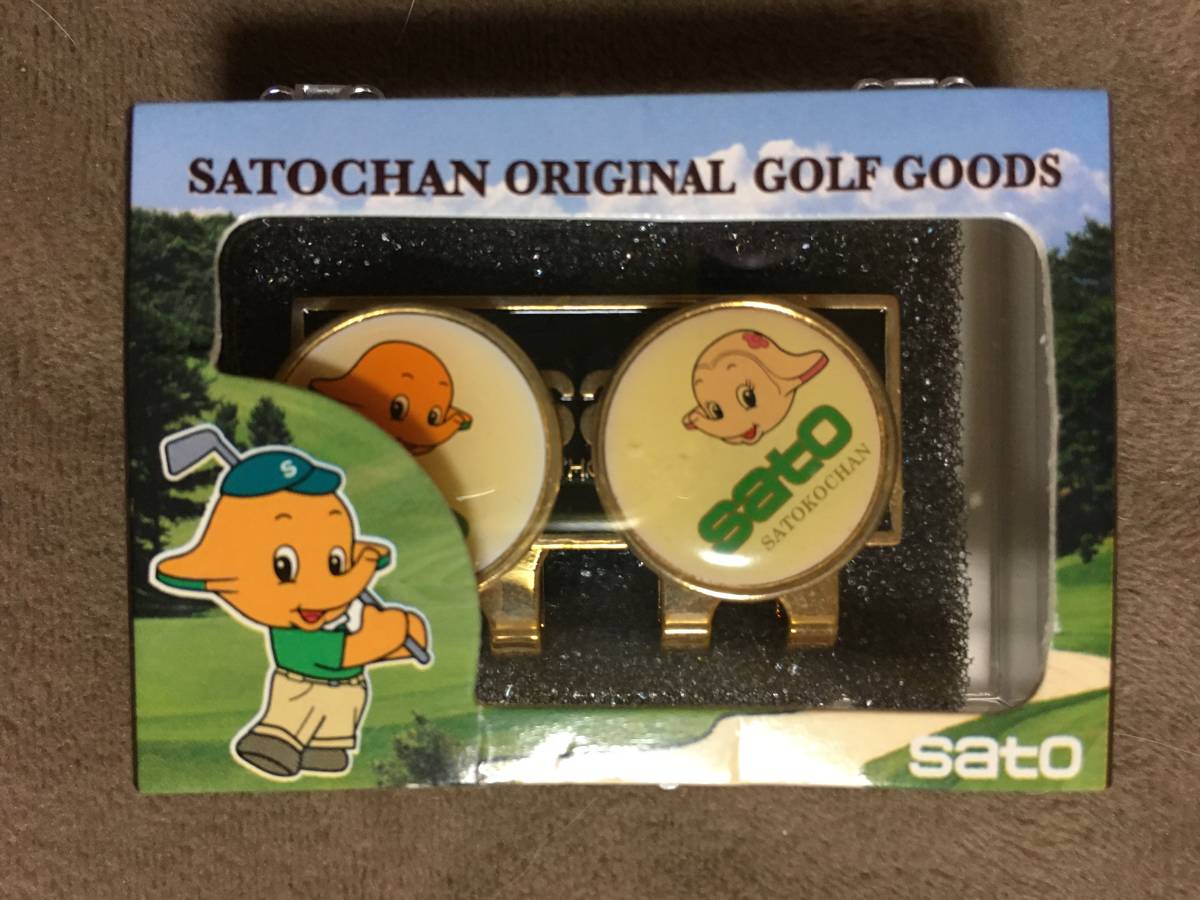 SATOCHAN ORIGINAL GOLF GOODS
S
sato
SATOKOCHAN
sato